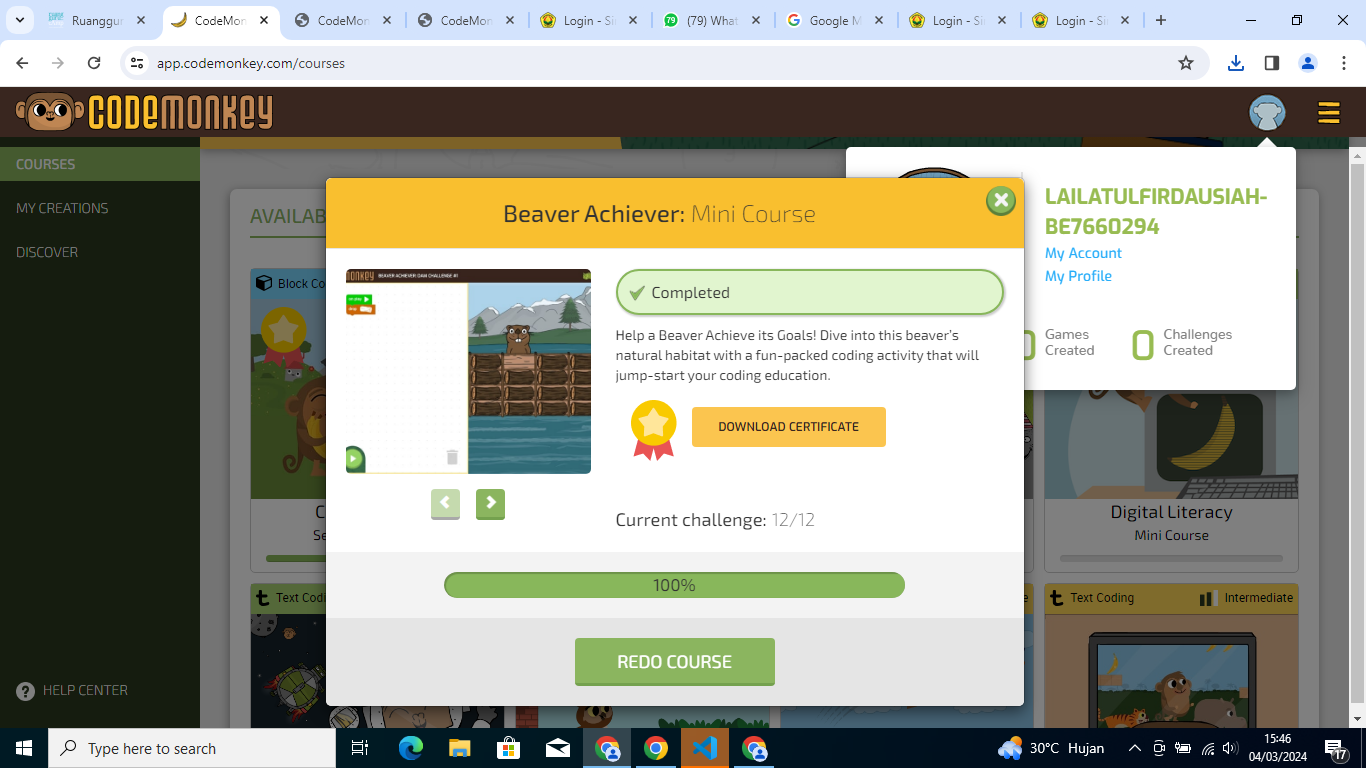 Ruanggur
CodeMon
CodeMon
CodeMon
Login - Si
(79) What
Google M
Login - Si
Login - Si
app.codemonkey.com/courses
CODEMONKEY
COURSES
MY CREATIONS
DISCOVER
HELP CENTER
LAILATULFIRDAUSIAH-
BE7660294
My Account
My Profile
Games
Created
0 Challenges
Created
Beaver Achiever: Mini Course
BEAVER ACHIEVER DAM CHALLENGE #1
Completed
Help a Beaver Achieve its Goals! Dive into this beaver's
natural habitat with a fun-packed coding activity that will
jump-start your coding education.
DOWNLOAD CERTIFICATE
Current challenge: 12/12
100%
REDO COURSE
AVAILAB
Block Co
Digital Literacy
Mini Course
Text Codi
Text Coding
Intermediate
Type here to search
79
30°C Hujan
15:46
04/03/2024
17